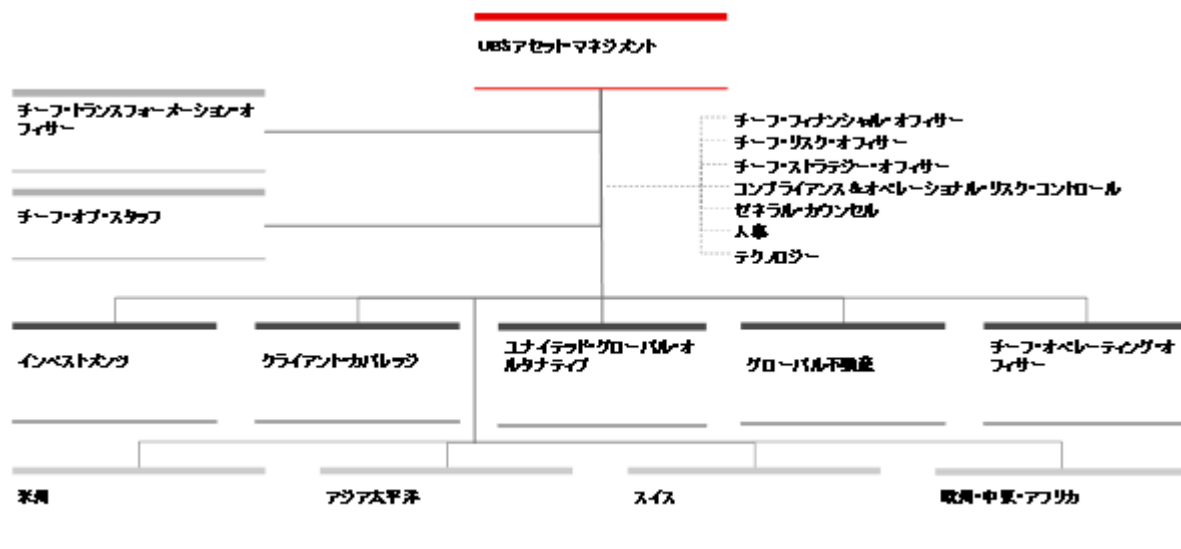 UBSアセット・マネジメント
チーフ・トランスフォーメーション・オ
フィサー
チーフ・フィナンシャル・オフィサー
チーフ・リスク・オフィサー
チーフ・ストラテジー・オフィサー
コンプライアンス&オペレーショナル・リスク・コントロール
ゼネラル・カウンセル
人事
テクノロジー
チーフ・オブ・スタッフ
インベストメンツ
クライアント・カバレッジ
ユナイテッド・グローバル・オ
ルタナティブ
グローバル不動産
チーフ・オペレーティング・オ
フィサー
米州
アジア太平洋
スイス
欧州・中東・アフリカ